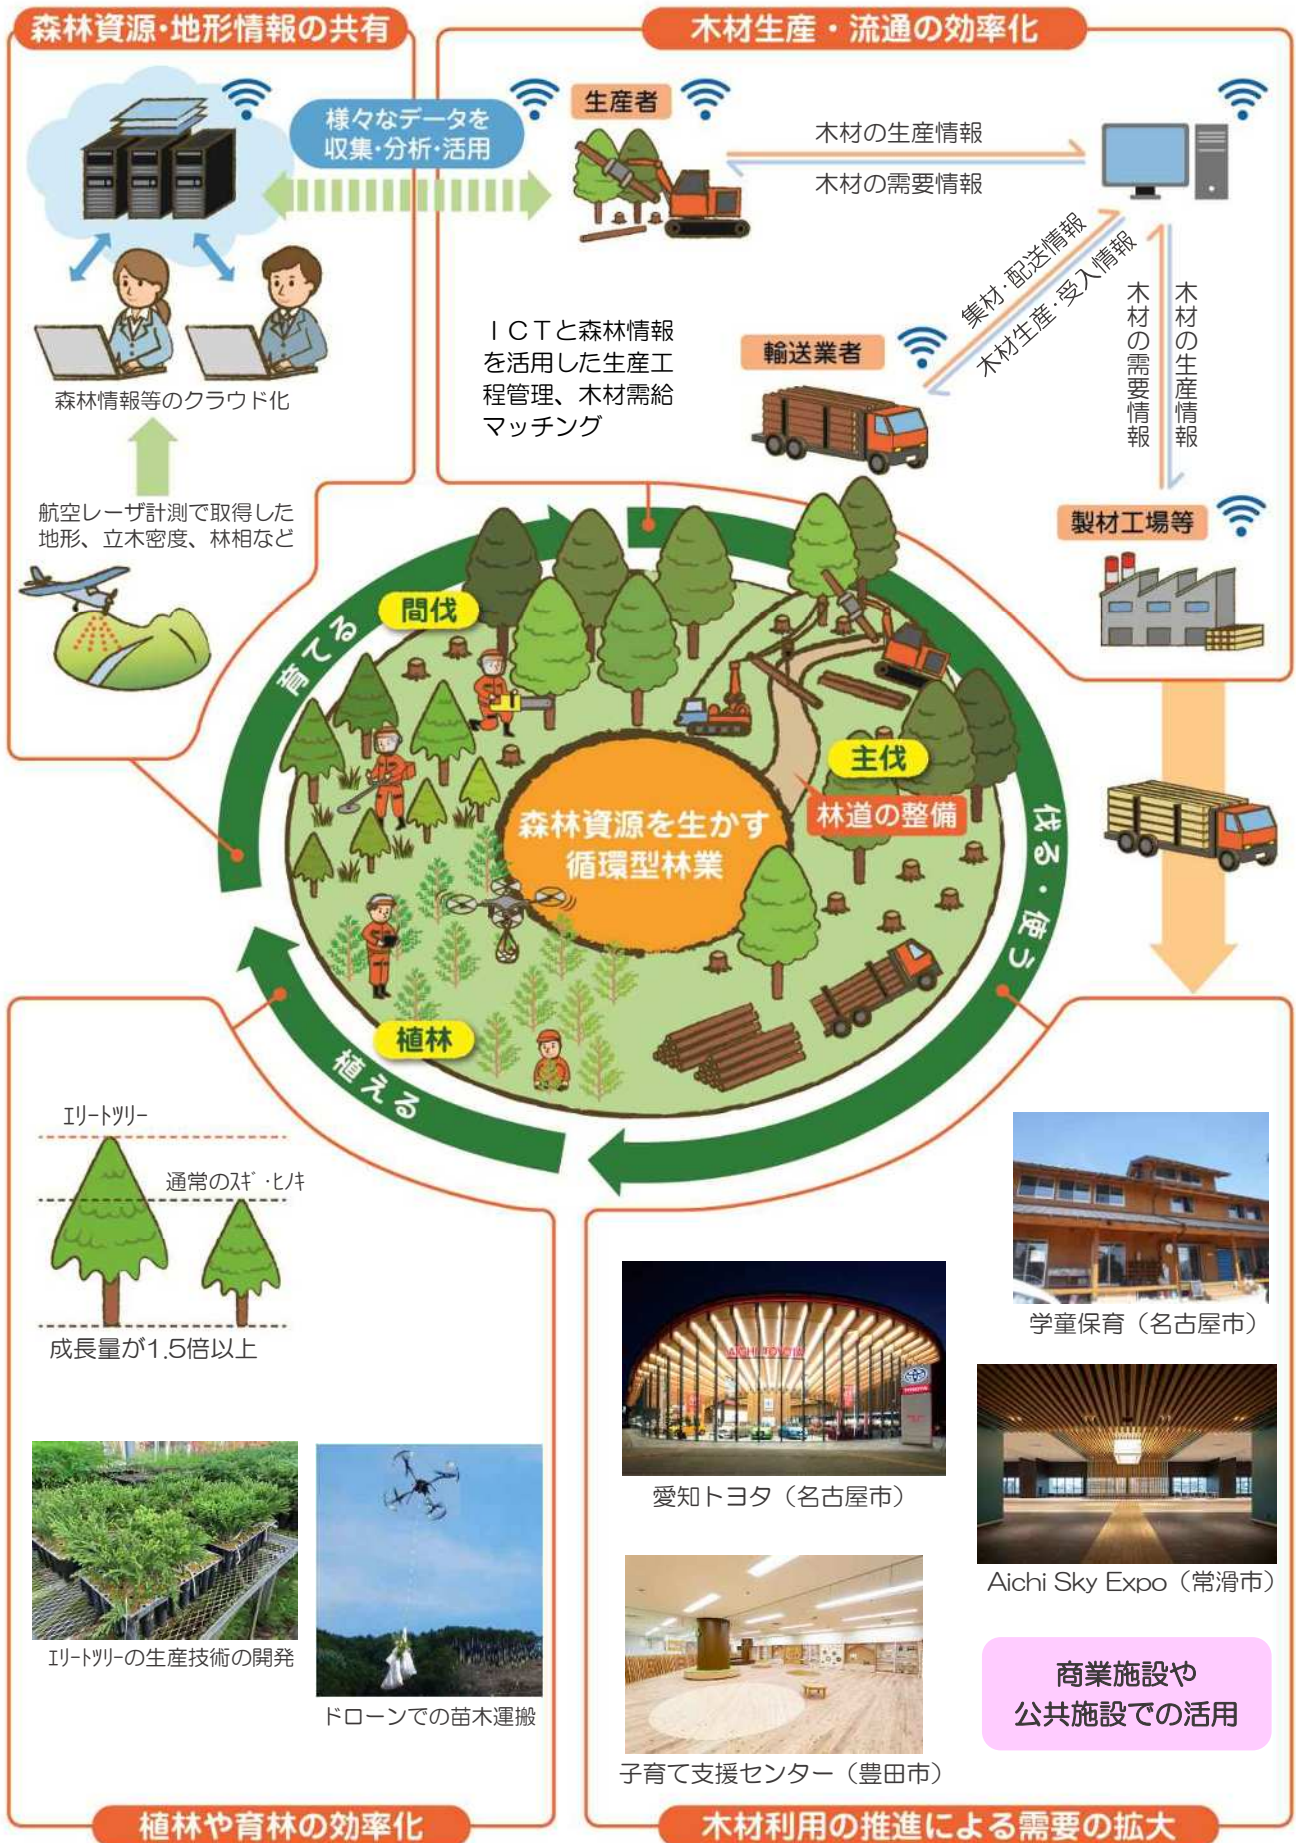 森林資源・地形情報の共有
様々なデータを
収集・分析・活用
森林情報等のクラウド化
航空レーザ計測で取得した
地形、立木密度、林相など
木材生産・流通の効率化
生産者
木材の生産情報
木材の需要情報
ＩＣＴと森林情報
を活用した生産工
程管理、木材需給
マッチング
輸送業者
集材・配送情報
木材生産・受入情報
木材の需要情報
木材の生産情報
製材工場等
育てる
間伐
主伐
林道の整備
森林資源を生かす
循環型林業
伐る・使う
植林
植える
ｴﾘｰﾄﾂﾘｰ
通常のｽｷﾞ・ﾋﾉｷ
成長量が1.5倍以上
ｴﾘｰﾄﾂﾘｰの生産技術の開発
ドローンでの苗木運搬
植林や育林の効率化
学童保育（名古屋市）
AICHI TOYOTA
TOYOTA
愛知トヨタ（名古屋市）
Aichi Sky Expo（常滑市）
子育て支援センター（豊田市）
商業施設や
公共施設での活用
木材利用の推進による需要の拡大